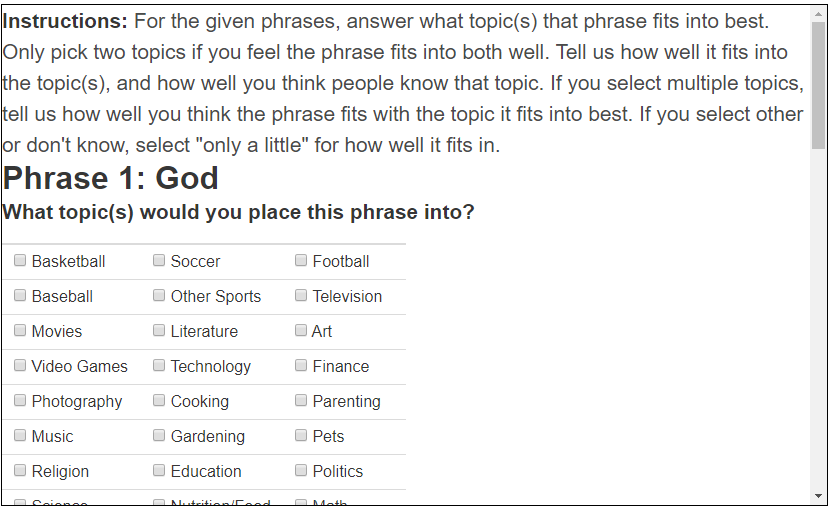 Instructions: For the given phrases, answer what topic(s) that phrase fits into best.
Only pick two topics if you feel the phrase fits into both well. Tell us how well it fits into
the topic(s), and how well you think people know that topic. If you select multiple topics,
tell us how well you think the phrase fits with the topic it fits into best. If you select other
or don't know, select "only a little" for how well it fits in.
Phrase 1: God
What topic(s) would you place this phrase into?
Basketball Soccer Football
Baseball Other Sports Television
Movies Literature Art
Video Games Technology Finance
Photography Cooking Parenting
Music Gardening Pets
Religion Education Politics
Science Nutrition/Food Math